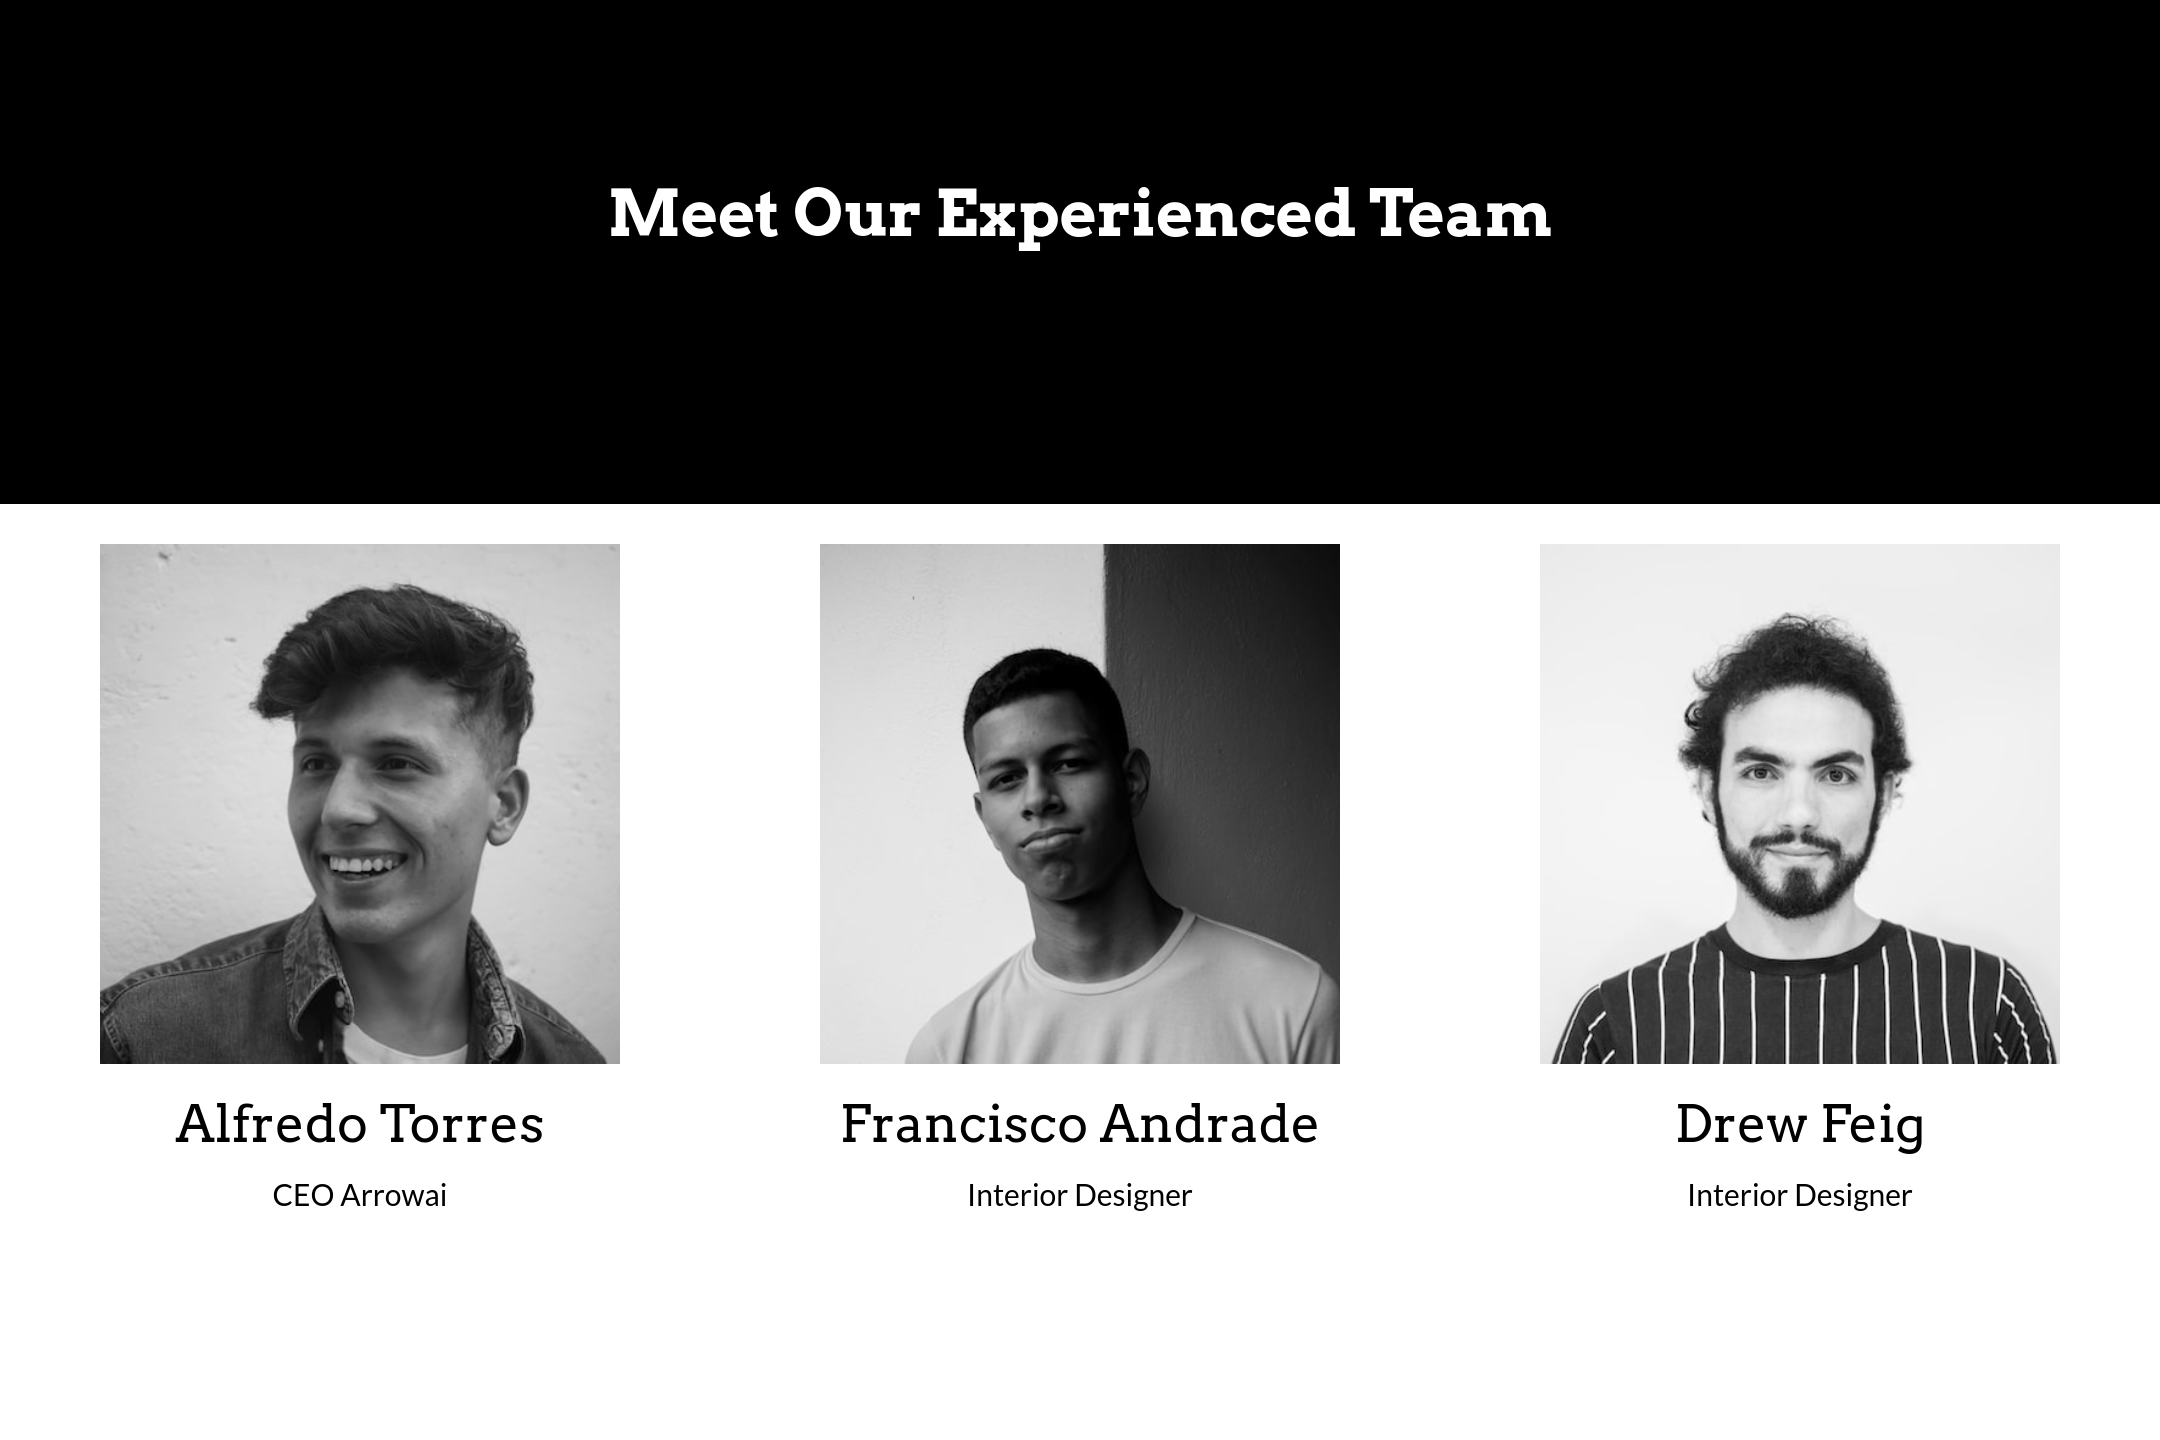 Meet Our Experienced Team
Alfredo Torres
CEO Arrowai
Francisco Andrade
Interior Designer
Drew Feig
Interior Designer